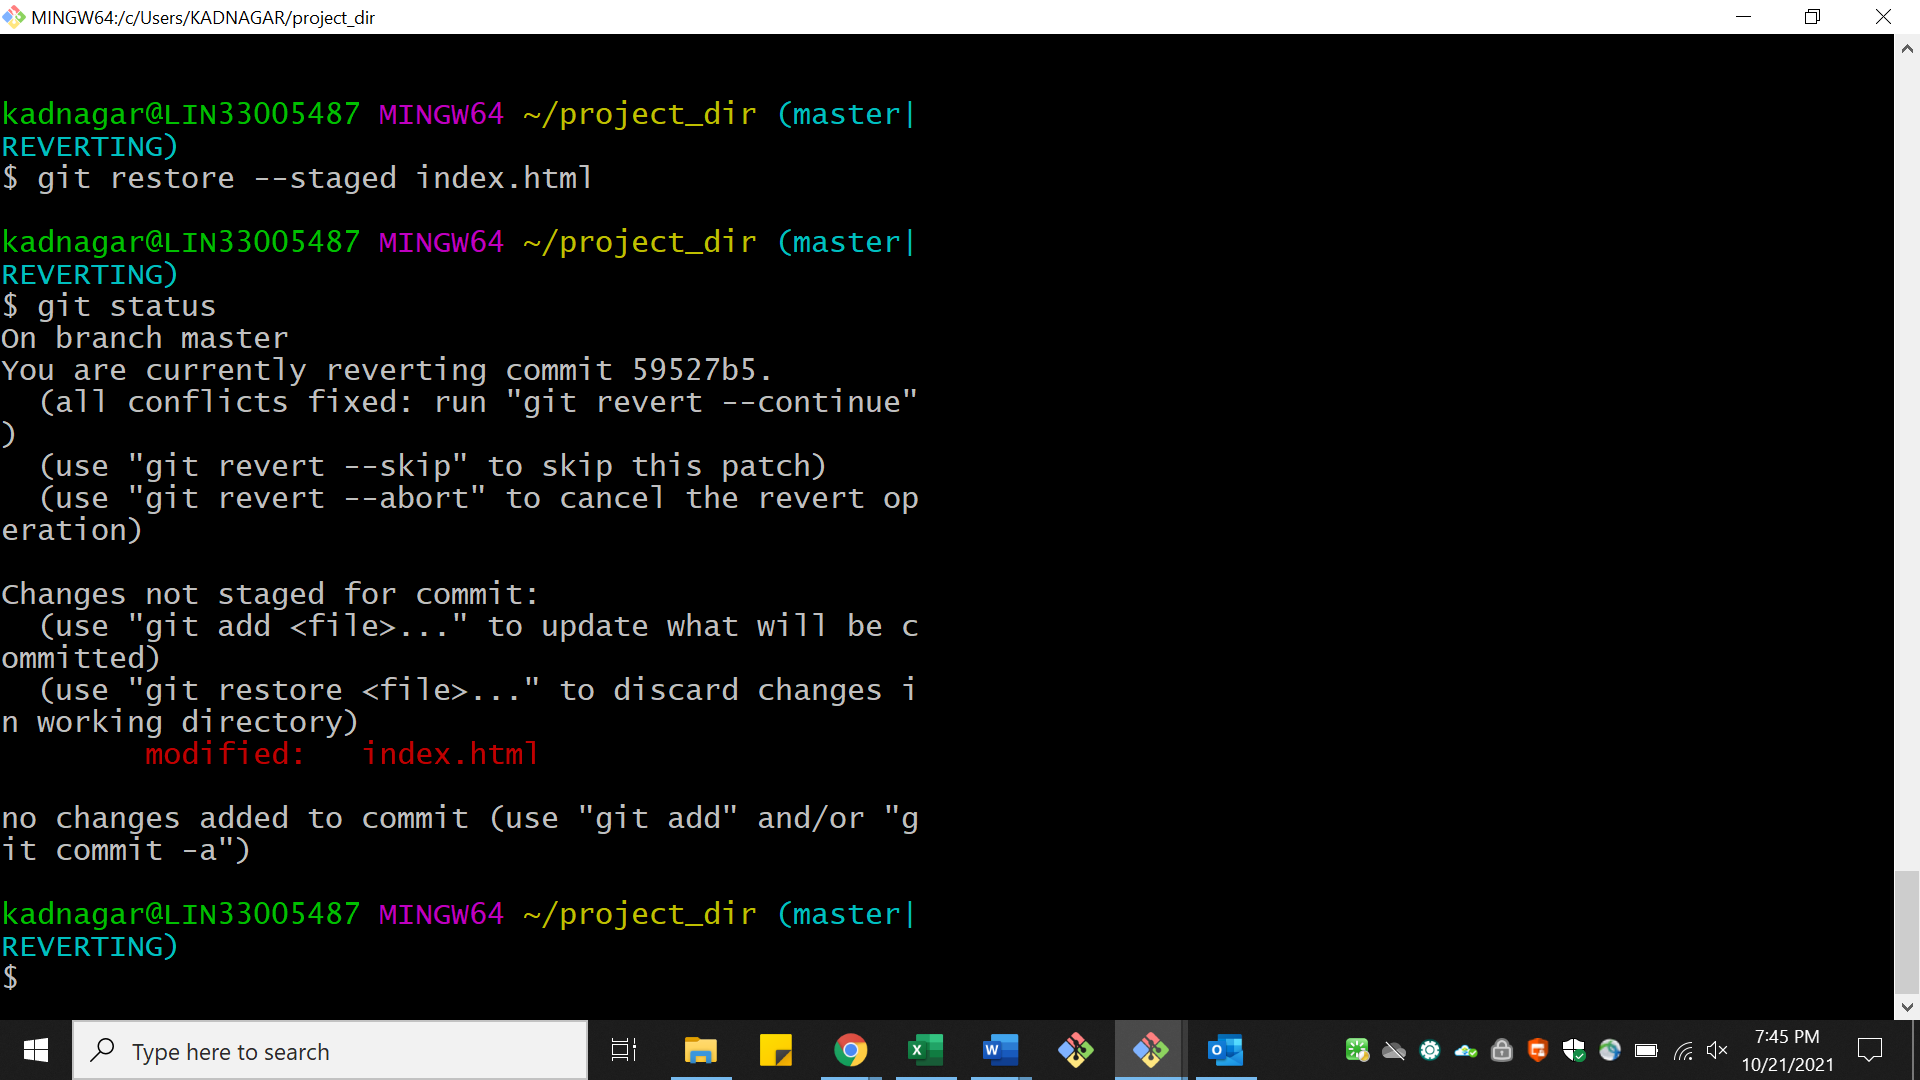 MINGW64:/c/Users/KADNAGAR/project_dir
kadnagar@LIN33005487 MINGW64 ~/project_dir (master|
REVERTING)
$ git restore --staged index.html
kadnagar@LIN33005487 MINGW64 ~/project_dir (master|
REVERTING)
$ git status
On branch master
You are currently reverting commit 59527b5.
  (all conflicts fixed: run "git revert --continue"
)
  (use "git revert --skip" to skip this patch)
  (use "git revert --abort" to cancel the revert op
eration)
Changes not staged for commit:
  (use "git add <file>..." to update what will be c
ommitted)
  (use "git restore <file>..." to discard changes i
n working directory)
        modified:   index.html
no changes added to commit (use "git add" and/or "g
it commit -a")
kadnagar@LIN33005487 MINGW64 ~/project_dir (master|
REVERTING)
$
Type here to search
7:45 PM
10/21/2021